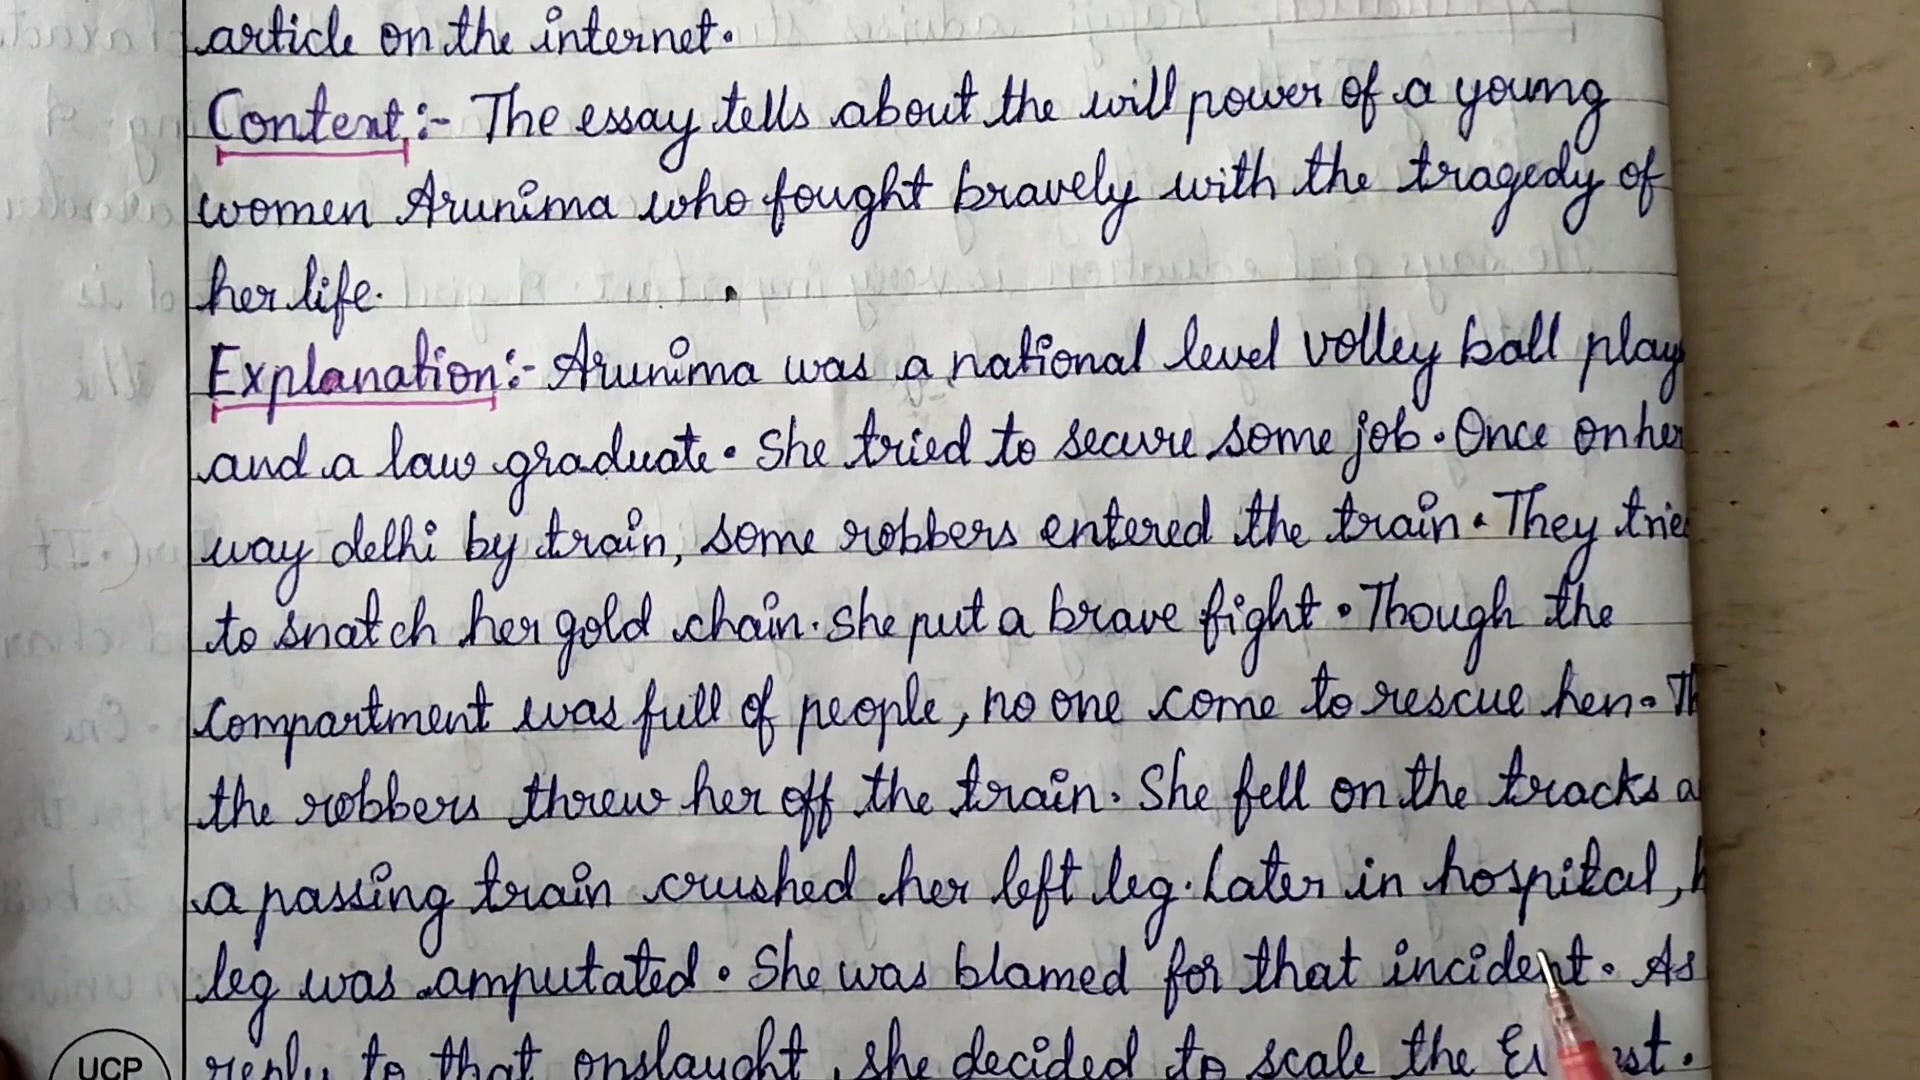 article on the internet.
Context:- The essay tells about the will power of a young
women Arunima who fought bravely with the tragedy of
her life.
Explanation:- Arunima was a national level volley ball play
and a law graduate. She tried to secure some job. Once on her
way delhi by train, some robbers entered the train. They trie
to snatch her gold chain. She put a brave fight. Though the
compartment was full of people, no one come to rescue her. Th
the robbers threw her off the train. She fell on the tracks a
a passing train crushed her left leg. Later in hospital, h
leg was amputated. She was blamed for that incident. As
reply to that onslaught, she decided to scale the
UCP